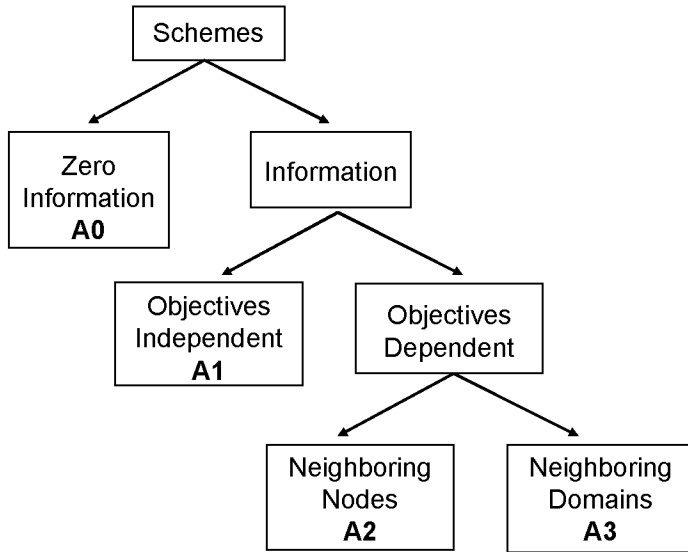 Schemes
Zero
Information
A0
Information
Objectives
Independent
A1
Objectives
Dependent
Neighboring
Nodes
A2
Neighboring
Domains
A3